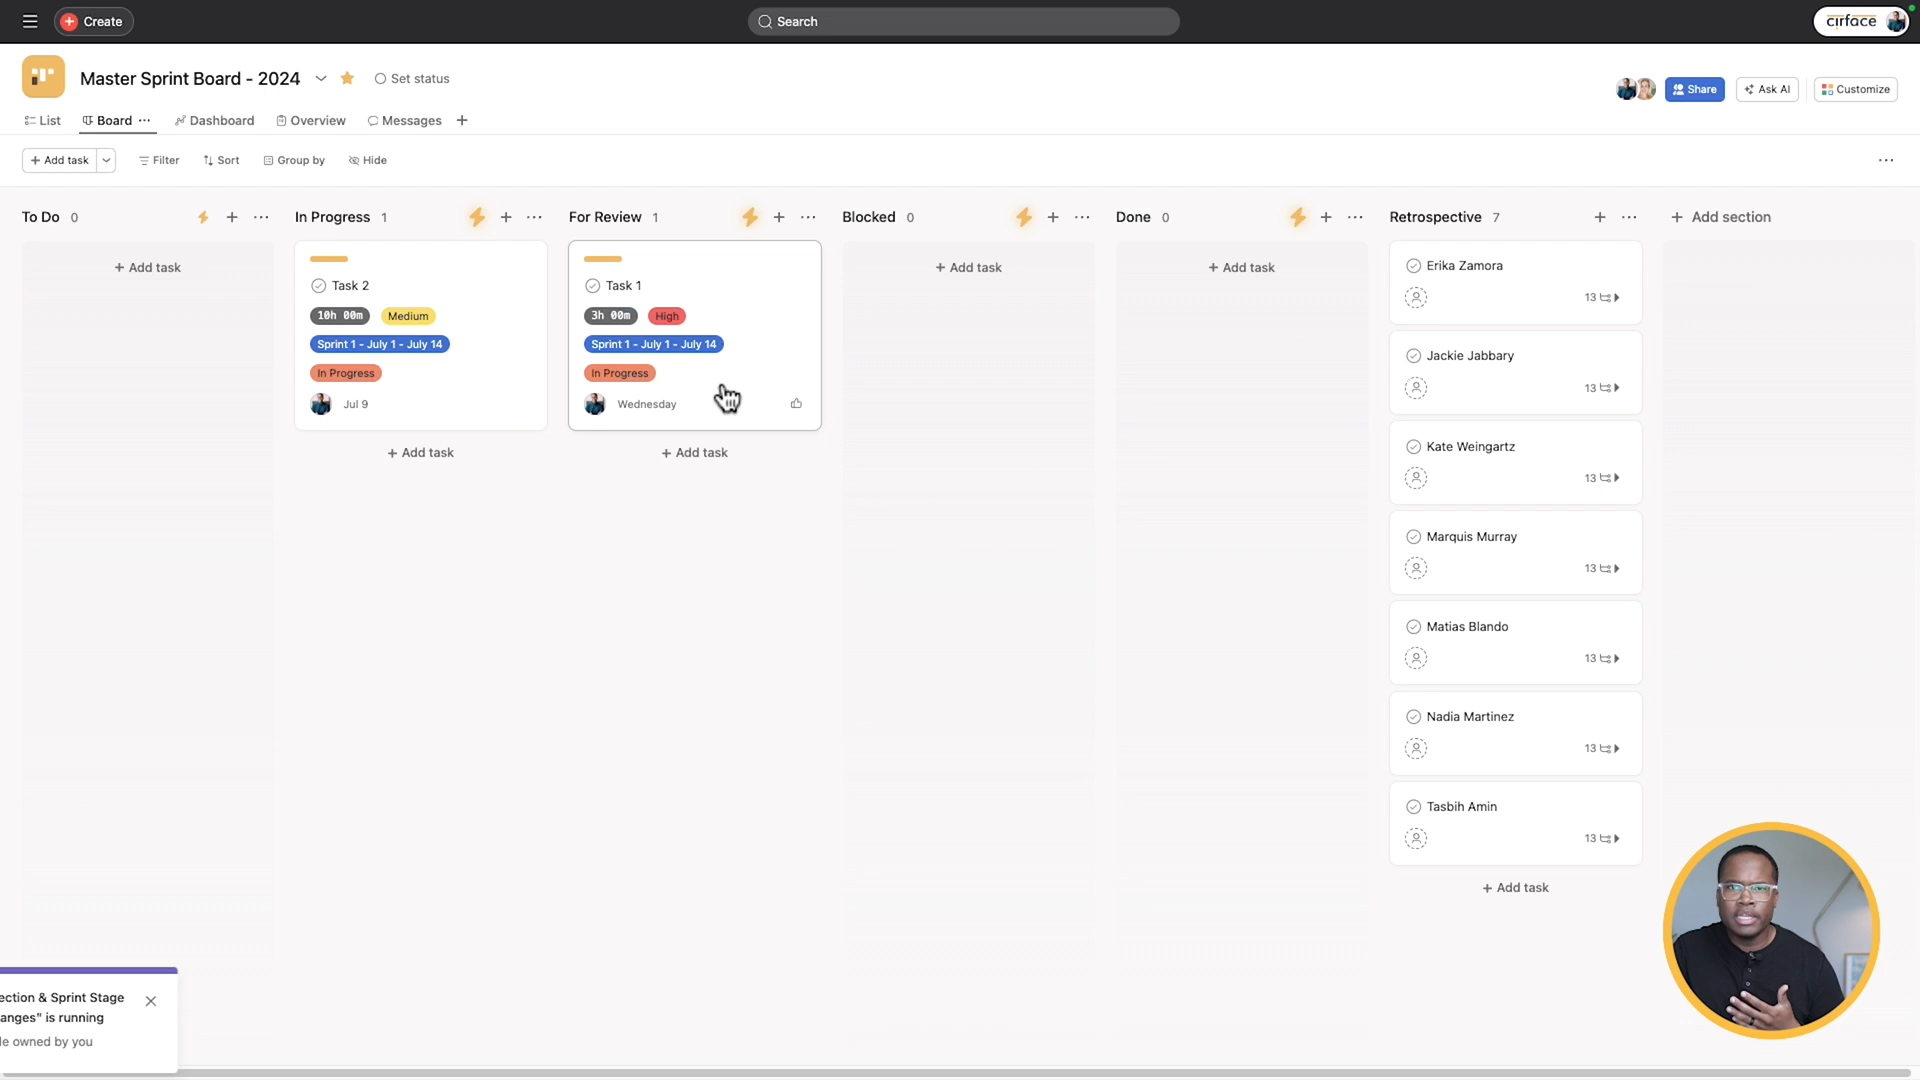 Create
Search
cirface
Master Sprint Board - 2024
Set status
Share
Ask AI
Customize
List
Board
Dashboard
Overview
Messages
Add task
Filter
Sort
Group by
Hide
To Do 0
Add task
In Progress 1
Task 2
10h 00m Medium
Sprint 1 - July 1 - July 14
In Progress
Jul 9
Add task
For Review 1
Task 1
3h 00m High
Sprint 1 - July 1 - July 14
In Progress
Wednesday
Add task
Blocked 0
Add task
Done 0
Add task
Retrospective 7
Erika Zamora
13
Jackie Jabbary
13
Kate Weingartz
13
Marquis Murray
13
Matias Blando
13
Nadia Martinez
13
Tasbih Amin
13
Add task
Add section
ection & Sprint Stage
anges" is running
le owned by you